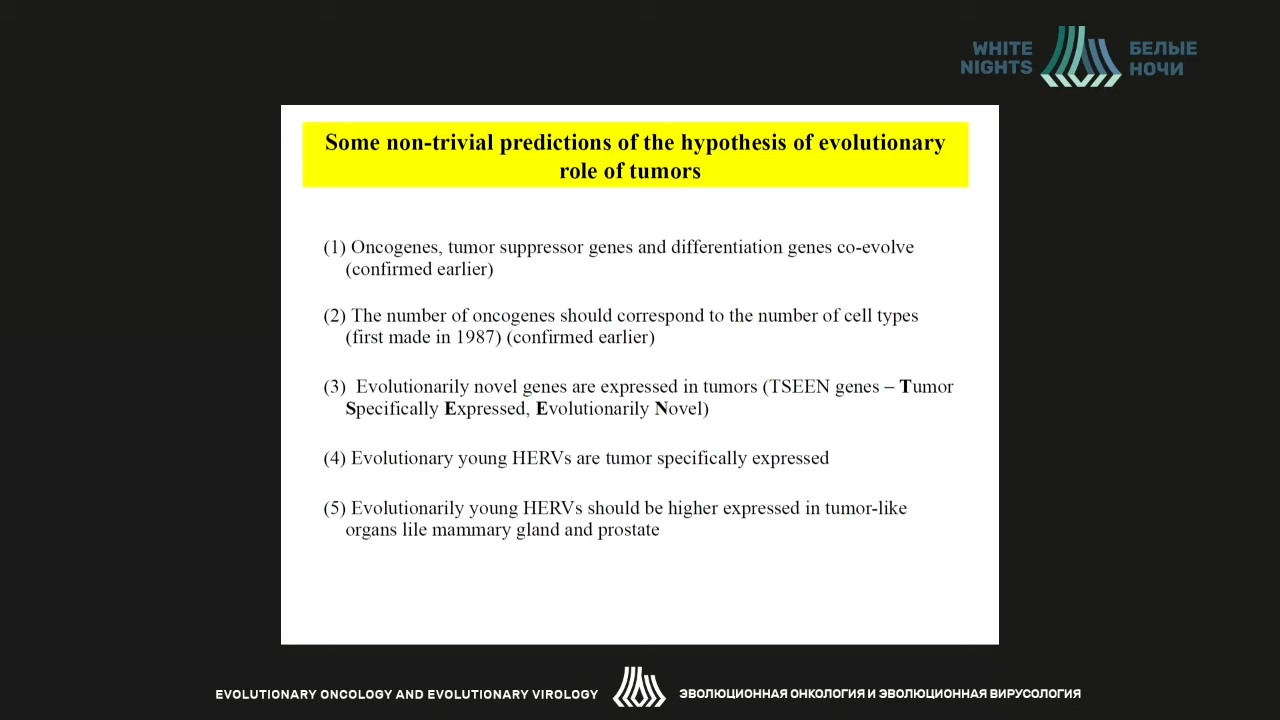 WHITE
NIGHTS
БЕЛЫЕ
НОЧИ
Some non-trivial predictions of the hypothesis of evolutionary
role of tumors
(1) Oncogenes, tumor suppressor genes and differentiation genes co-evolve
(confirmed earlier)
(2) The number of oncogenes should correspond to the number of cell types
(first made in 1987) (confirmed earlier)
(3) Evolutionarily novel genes are expressed in tumors (TSEEN genes – Tumor
Specifically Expressed, Evolutionarily Novel)
(4) Evolutionary young HERVs are tumor specifically expressed
(5) Evolutionarily young HERVs should be higher expressed in tumor-like
organs lile mammary gland and prostate
EVOLUTIONARY ONCOLOGY AND EVOLUTIONARY VIROLOGY
ЭВОЛЮЦИОННАЯ ОНКОЛОГИЯ И ЭВОЛЮЦИОННАЯ ВИРУСОЛОГИЯ